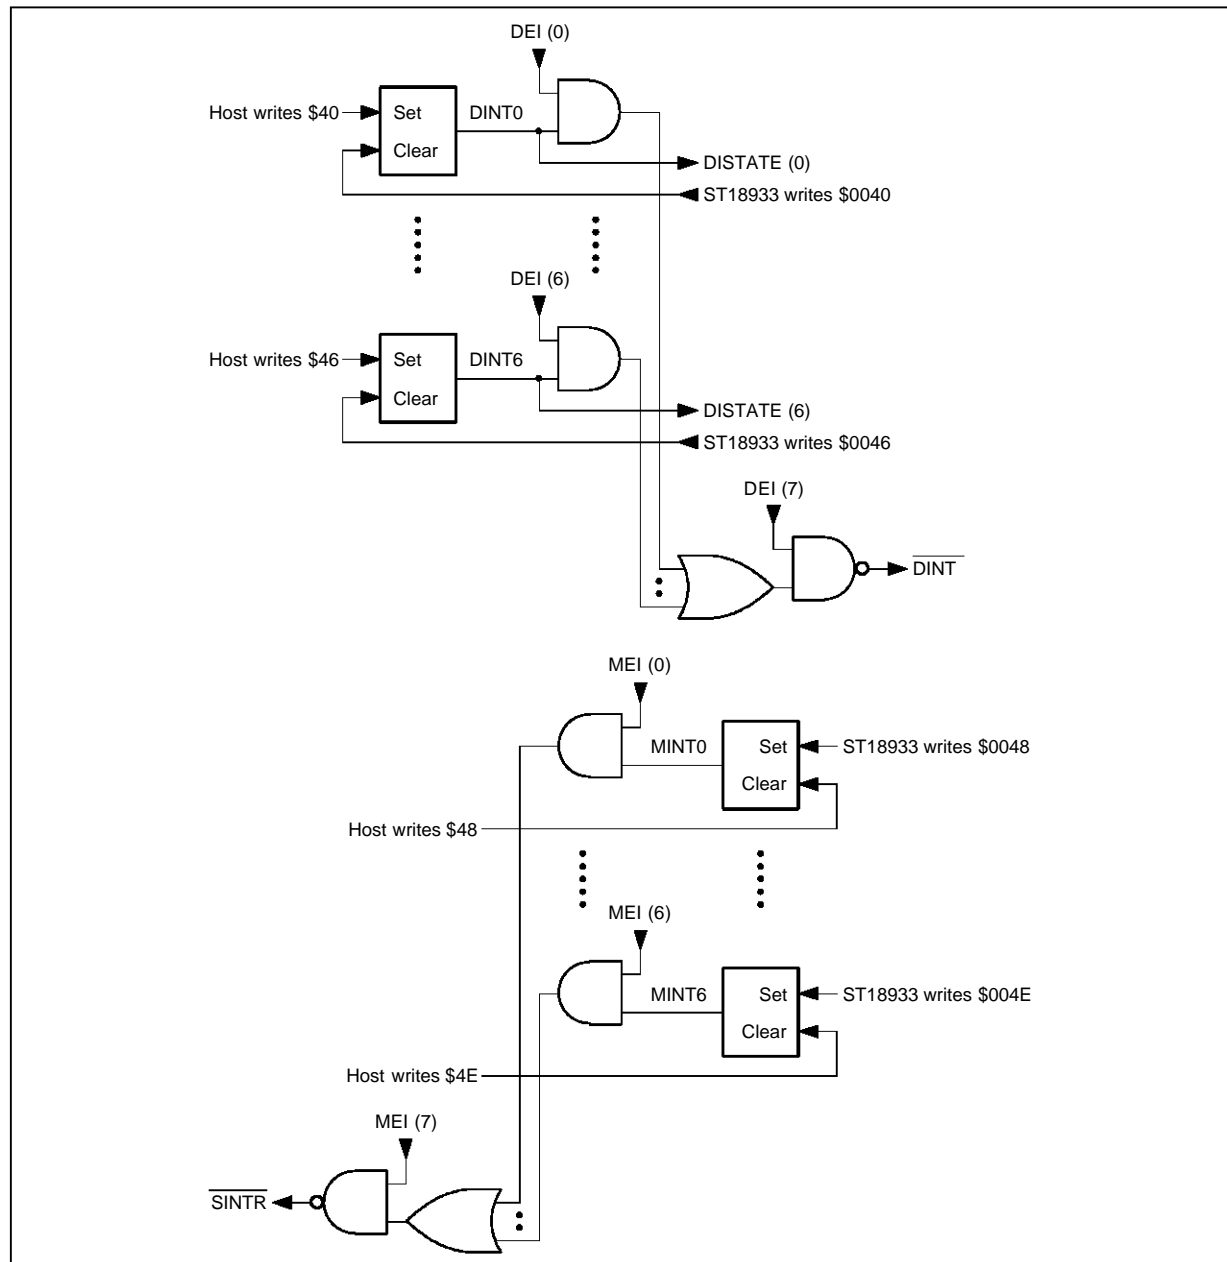 DEI (0)
Host writes $40
Set
DINT0
Clear
DISTATE (0)
ST18933 writes $0040
DEI (6)
Host writes $46
Set
DINT6
Clear
DISTATE (6)
ST18933 writes $0046
DEI (7)
DINT
MEI (0)
MINT0
Set
ST18933 writes $0048
Clear
Host writes $48
MEI (6)
MINT6
Set
ST18933 writes $004E
Clear
Host writes $4E
MEI (7)
SINTR